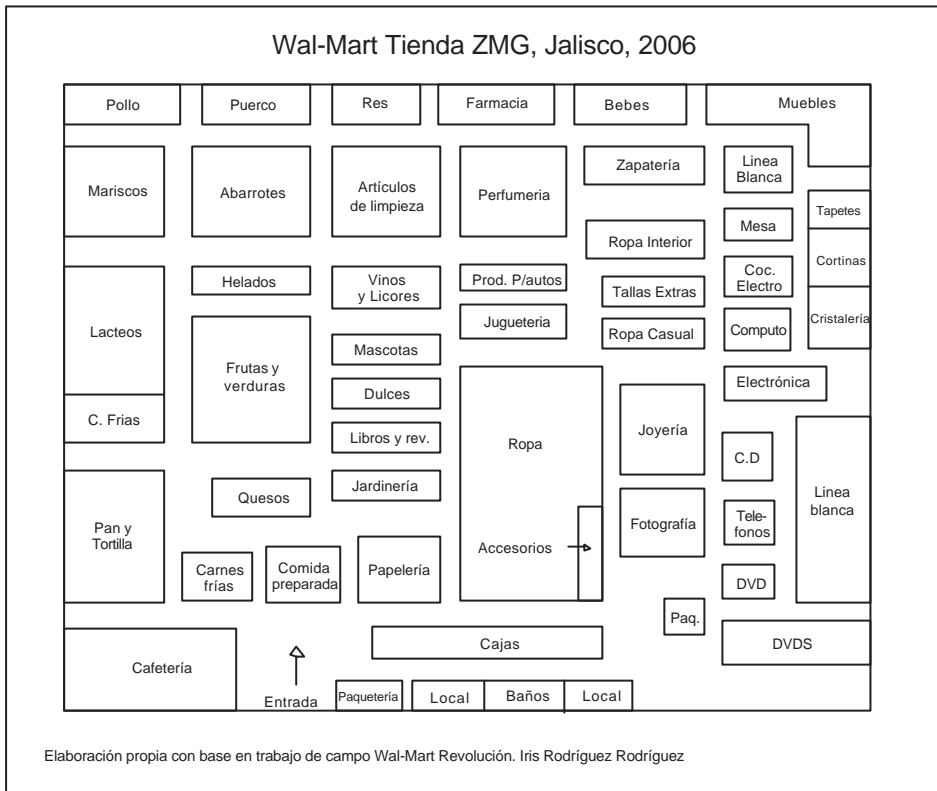 Wal-Mart Tienda ZMG, Jalisco, 2006
Pollo
Puerco
Res
Farmacia
Bebes
Muebles
Mariscos
Abarrotes
Artículos
de limpieza
Perfumeria
Zapatería
Linea
Blanca
Tapetes
Mesa
Ropa Interior
Cortinas
Helados
Vinos
y Licores
Prod. P/autos
Tallas Extras
Coc.
Electro
Lacteos
Jugueteria
Ropa Casual
Computo
Cristalería
Frutas y
verduras
Mascotas
Dulces
Electrónica
C. Frias
Libros y rev.
Ropa
Joyería
C.D
Linea
blanca
Quesos
Jardinería
Pan y
Tortilla
Accesorios
Fotografía
Tele-
fonos
Carnes
frías
Comida
preparada
Papelería
DVD
Paq.
Cajas
DVDS
Cafetería
Entrada
Paquetería
Local
Baños
Local
Elaboración propia con base en trabajo de campo Wal-Mart Revolución. Iris Rodríguez Rodríguez